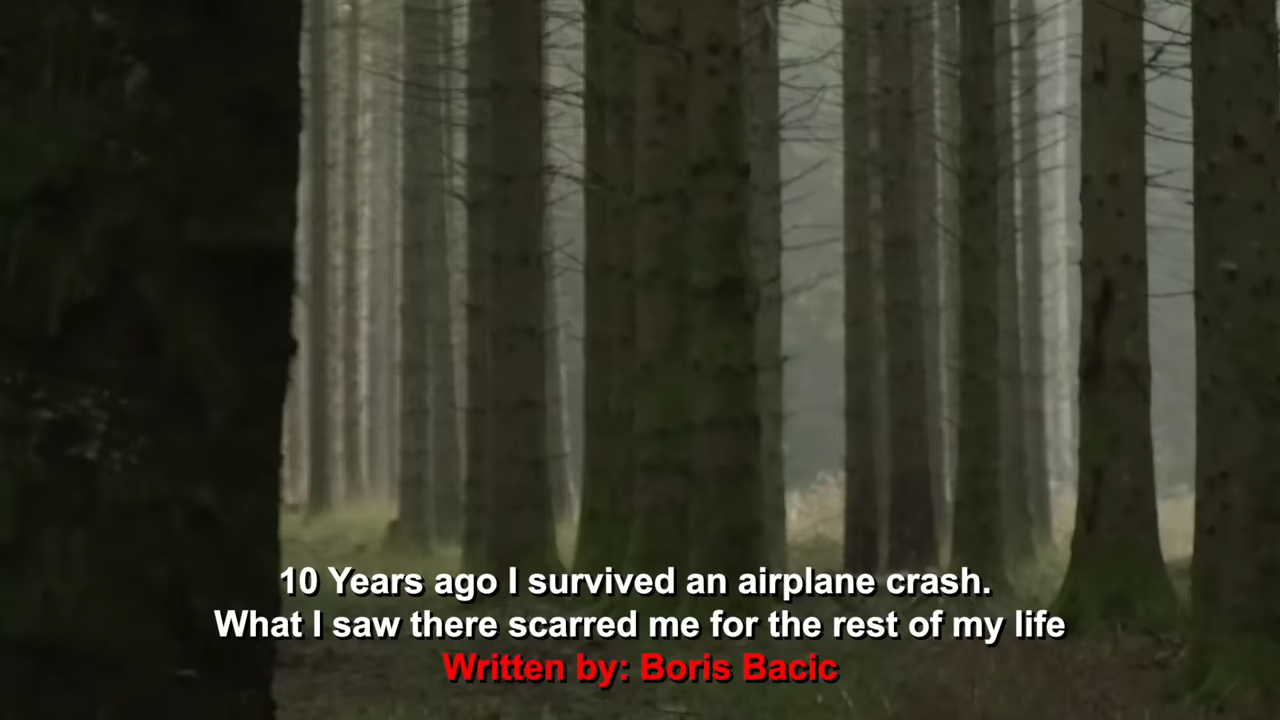 10 Years ago I survived an airplane crash.
What I saw there scarred me for the rest of my life
Written by: Boris Bacic